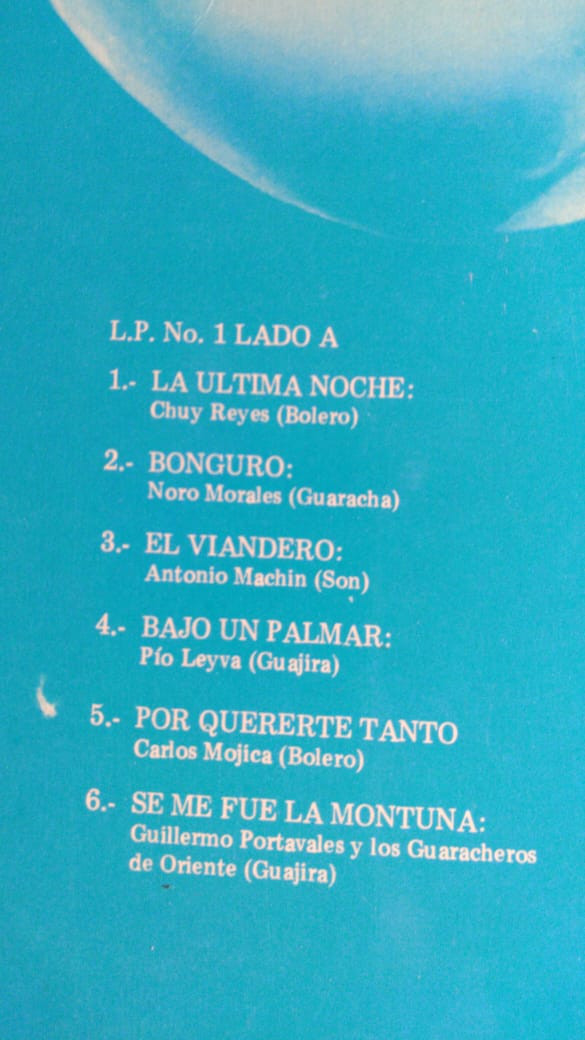 L.P. No. 1 LADO A
1.- LA ULTIMA NOCHE:
Chuy Reyes (Bolero)
2.- BONGURO:
Noro Morales (Guaracha)
3.- EL VIANDERO:
Antonio Machin (Son)
4.- BAJO UN PALMAR:
Pío Leyva (Guajira)
5.- POR QUERERTE TANTO
Carlos Mojica (Bolero)
6.- SE ME FUE LA MONTUNA:
Guillermo Portavales y los Guaracheros
de Oriente (Guajira)